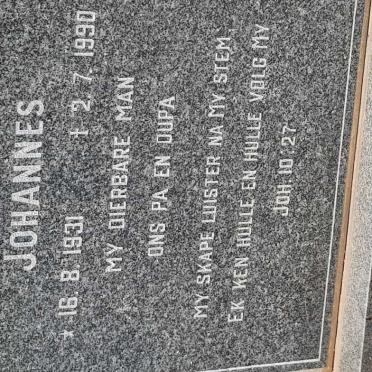 JOHANNES
* 16. 8. 1931 † 2. 7. 1990
MY DIERBARE MAN
ONS PA EN OUPA
MY SKAPE LUISTER NA MY STEM,
EK KEN HULLE EN HULLE VOLG MY
JOH 10:27